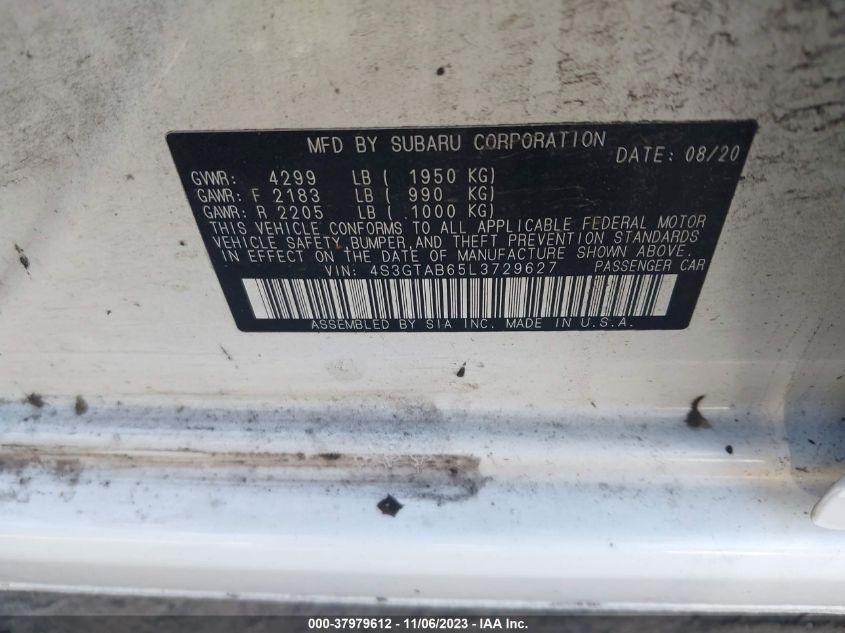 MFD BY SUBARU CORPORATION
DATE: 08/20
GVWR: 4299 LB ( 1950 KG)
GAWR: F 2183 LB ( 990 KG)
GAWR: R 2205 LB ( 1000 KG)
THIS VEHICLE CONFORMS TO ALL APPLICABLE FEDERAL MOTOR
VEHICLE SAFETY, BUMPER, AND THEFT PREVENTION STANDARDS
IN EFFECT ON THE DATE OF MANUFACTURE SHOWN ABOVE.
VIN: 4S3GTAB65L3729627 PASSENGER CAR
ASSEMBLED BY SIA INC. MADE IN U.S.A.
000-37979612 - 11/06/2023 - IAA Inc.